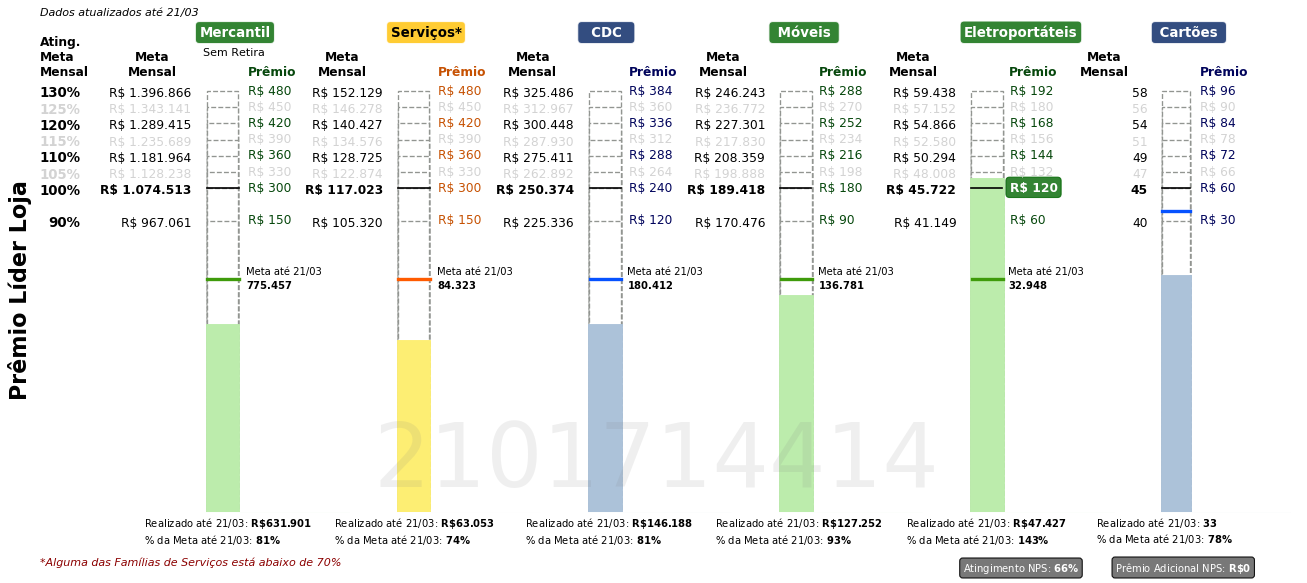 Dados atualizados até 21/03
Mercantil Serviços* CDC Móveis Eletroportáteis Cartões
Sem Retira
Ating. Meta Mensal
Meta Mensal Prêmio Meta Mensal Prêmio Meta Mensal Prêmio Meta Mensal Prêmio Meta Mensal Prêmio Meta Mensal Prêmio
130% R$ 1.396.866 R$ 480 R$ 152.129 R$ 480 R$ 325.486 R$ 384 R$ 246.243 R$ 288 R$ 59.438 R$ 192 58 R$ 96
125% R$ 1.343.141 R$ 450 R$ 146.278 R$ 450 R$ 312.967 R$ 360 R$ 236.772 R$ 270 R$ 57.152 R$ 180 56 R$ 90
120% R$ 1.289.415 R$ 420 R$ 140.427 R$ 420 R$ 300.448 R$ 336 R$ 227.301 R$ 252 R$ 54.866 R$ 168 54 R$ 84
115% R$ 1.235.689 R$ 390 R$ 134.576 R$ 390 R$ 287.930 R$ 312 R$ 217.830 R$ 234 R$ 52.580 R$ 156 51 R$ 78
110% R$ 1.181.964 R$ 360 R$ 128.725 R$ 360 R$ 275.411 R$ 288 R$ 208.359 R$ 216 R$ 50.294 R$ 144 49 R$ 72
105% R$ 1.128.238 R$ 330 R$ 122.874 R$ 330 R$ 262.892 R$ 264 R$ 198.888 R$ 198 R$ 48.008 R$ 132 47 R$ 66
100% R$ 1.074.513 R$ 300 R$ 117.023 R$ 300 R$ 250.374 R$ 240 R$ 189.418 R$ 180 R$ 45.722 R$ 120 45 R$ 60
90% R$ 967.061 R$ 150 R$ 105.320 R$ 150 R$ 225.336 R$ 120 R$ 170.476 R$ 90 R$ 41.149 R$ 60 40 R$ 30
Meta até 21/03 Meta até 21/03 Meta até 21/03 Meta até 21/03 Meta até 21/03
775.457 84.323 180.412 136.781 32.948
Prêmio Líder Loja
2101714414
Realizado até 21/03: R$631.901 Realizado até 21/03: R$63.053 Realizado até 21/03: R$146.188 Realizado até 21/03: R$127.252 Realizado até 21/03: R$47.427 Realizado até 21/03: 33
% da Meta até 21/03: 81% % da Meta até 21/03: 74% % da Meta até 21/03: 81% % da Meta até 21/03: 93% % da Meta até 21/03: 143% % da Meta até 21/03: 78%
*Alguma das Famílias de Serviços está abaixo de 70%
Atingimento NPS: 66% Prêmio Adicional NPS: R$0